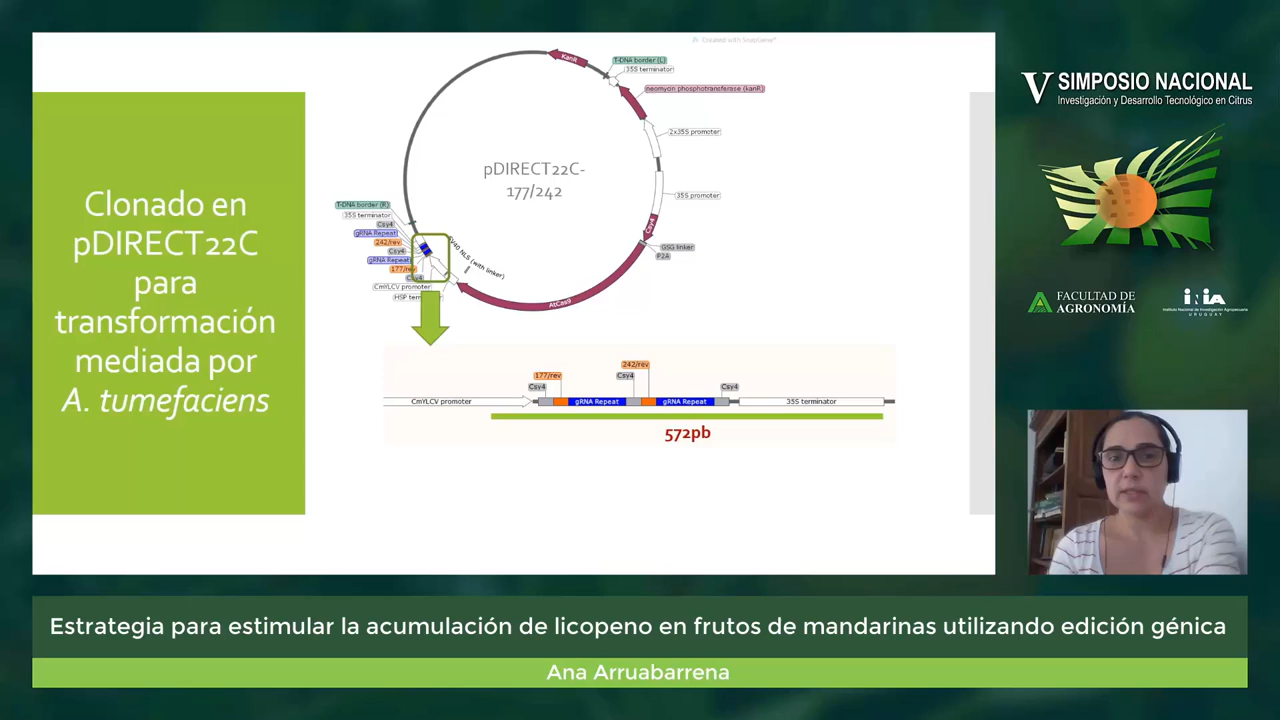 Clonado en
pDIRECT22C
para
transformación
mediada por
A. tumefaciens
Created with SnapGene®
KanR
T-DNA border (L)
35S terminator
neomycin phosphotransferase (kanR)
2x35S promoter
pDIRECT22C-
177/242
35S promoter
Csy4
GSG linker
P2A
AtCas9
SV40 NLS (with linker)
T-DNA border (R)
35S terminator
Csy4
gRNA Repeat
242/rev
Csy4
gRNA Repeat
177/rev
Csy4
CmYLCV promoter
HSP
242/rev
177/rev
Csy4
Csy4
Csy4
CmYLCV promoter
gRNA Repeat
gRNA Repeat
35S terminator
572pb
V SIMPOSIO NACIONAL
Investigación y Desarrollo Tecnológico en Citrus
FACULTAD DE
AGRONOMÍA
INIA
Instituto Nacional de Investigación Agropecuaria
URUGUAY
Estrategia para estimular la acumulación de licopeno en frutos de mandarinas utilizando edición génica
Ana Arruabarrena